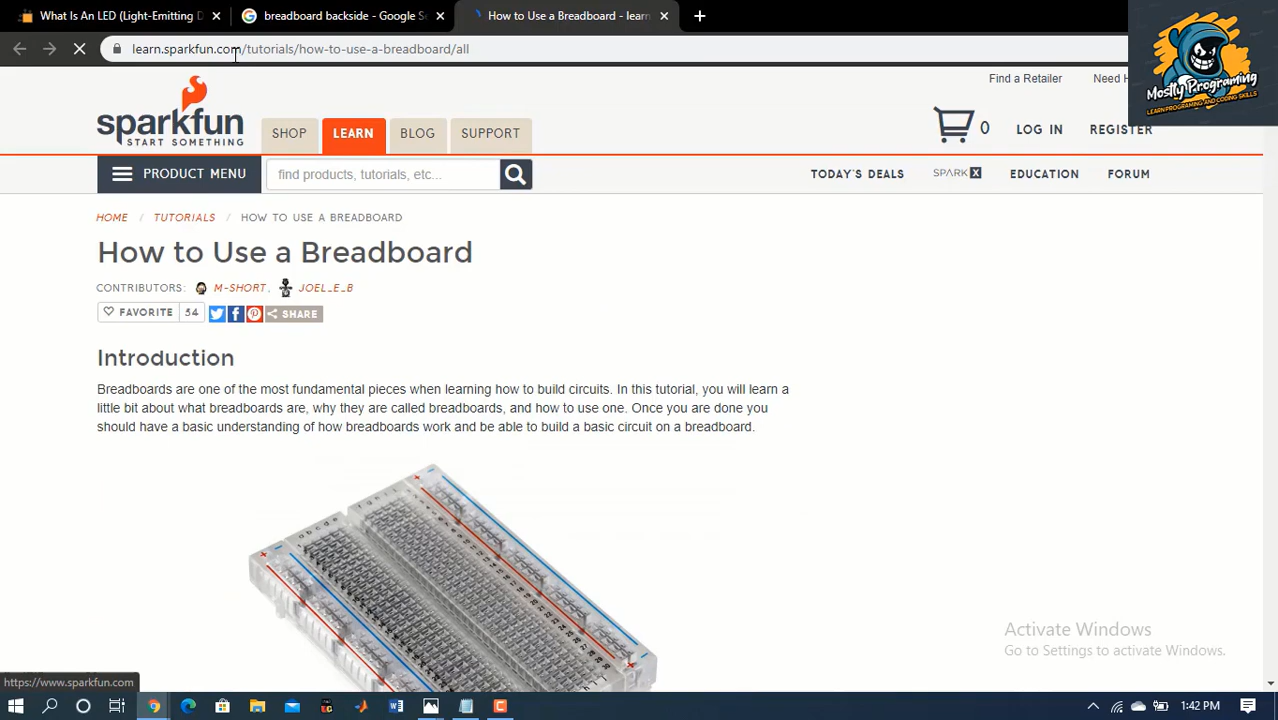 What Is An LED (Light-Emitting D
breadboard backside - Google Se
How to Use a Breadboard - learn
learn.sparkfun.com/tutorials/how-to-use-a-breadboard/all
Mostly Programing
LEARN PROGRAMING AND CODING SKILLS
Find a Retailer
Need H
sparkfun
START SOMETHING
SHOP
LEARN
BLOG
SUPPORT
0
LOG IN
REGISTER
PRODUCT MENU
find products, tutorials, etc...
TODAY'S DEALS
SPARK X
EDUCATION
FORUM
HOME / TUTORIALS / HOW TO USE A BREADBOARD
How to Use a Breadboard
CONTRIBUTORS: M-SHORT, JOEL_E_B
FAVORITE 54
SHARE
Introduction
Breadboards are one of the most fundamental pieces when learning how to build circuits. In this tutorial, you will learn a
little bit about what breadboards are, why they are called breadboards, and how to use one. Once you are done you
should have a basic understanding of how breadboards work and be able to build a basic circuit on a breadboard.
Activate Windows
Go to Settings to activate Windows.
https://www.sparkfun.com
1:42 PM